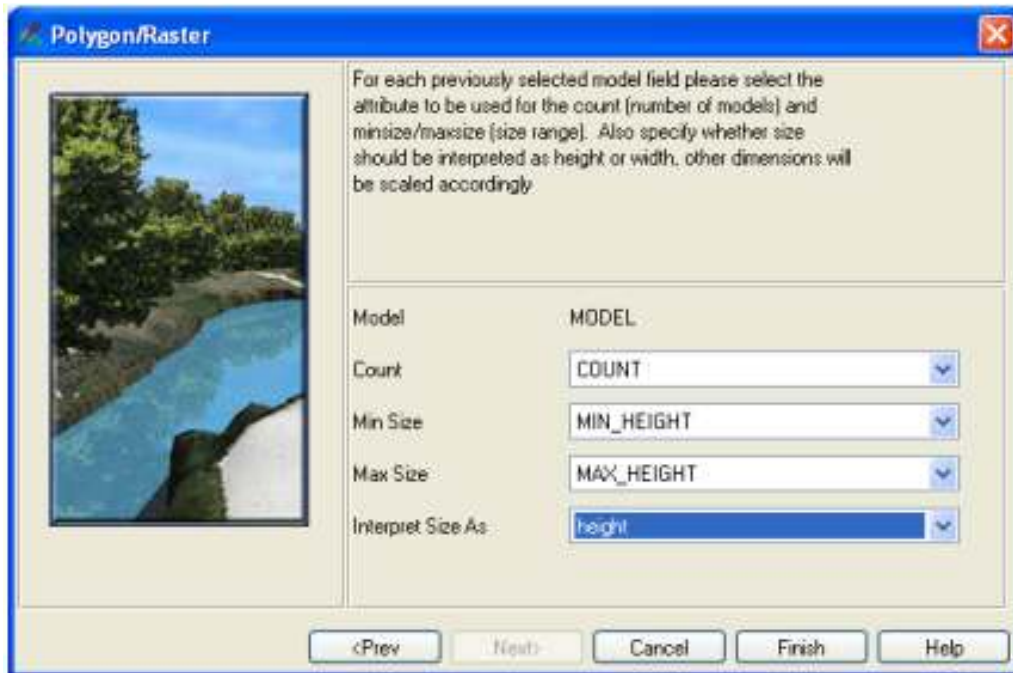 Polygon/Raster
For each previously selected model field please select the
attribute to be used for the count (number of models) and
minsize/maxsize (size range). Also specify whether size
should be interpreted as height or width, other dimensions will
be scaled accordingly
Model MODEL
Count COUNT
Min Size MIN_HEIGHT
Max Size MAX_HEIGHT
Interpret Size As height
<Prev Next> Cancel Finish Help